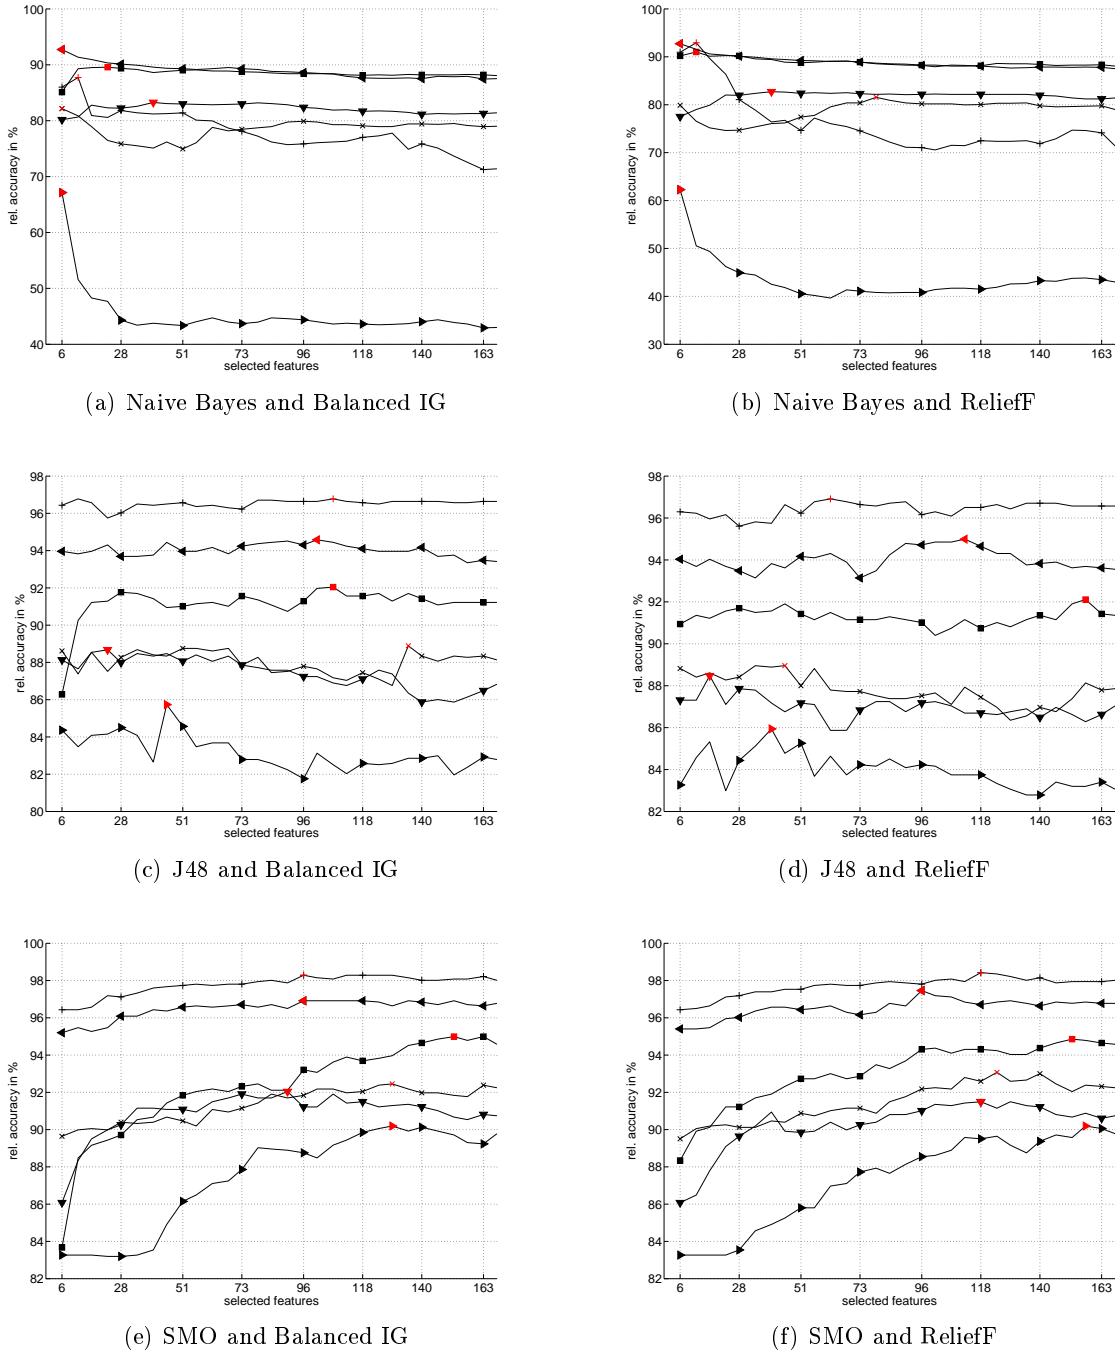 100
90
80
70
60
50
40
rel. accuracy in %
6 28 51 73 96 118 140 163
selected features
(a) Naive Bayes and Balanced IG
100
90
80
70
60
50
40
30
rel. accuracy in %
6 28 51 73 96 118 140 163
selected features
(b) Naive Bayes and ReliefF
98
96
94
92
90
88
86
84
82
80
rel. accuracy in %
6 28 51 73 96 118 140 163
selected features
(c) J48 and Balanced IG
98
96
94
92
90
88
86
84
82
rel. accuracy in %
6 28 51 73 96 118 140 163
selected features
(d) J48 and ReliefF
100
98
96
94
92
90
88
86
84
82
rel. accuracy in %
6 28 51 73 96 118 140 163
selected features
(e) SMO and Balanced IG
100
98
96
94
92
90
88
86
84
82
rel. accuracy in %
6 28 51 73 96 118 140 163
selected features
(f) SMO and ReliefF